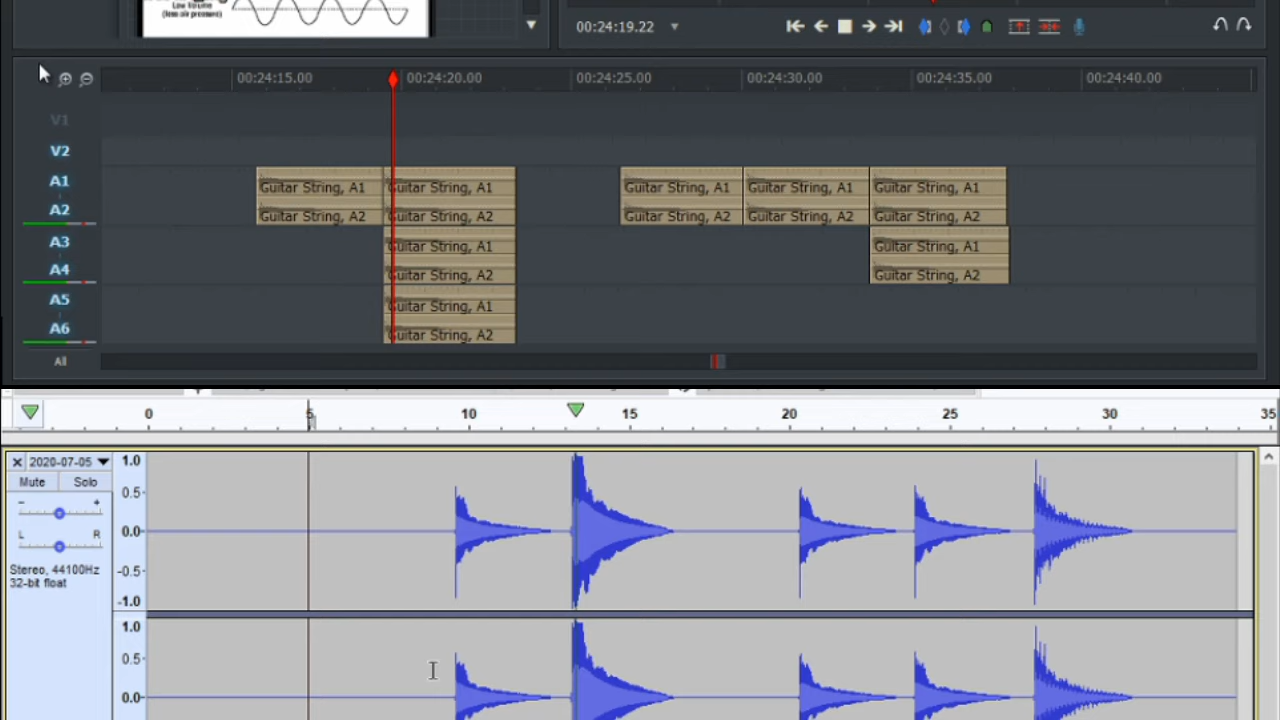 Low Volume
(less air pressure)
00:24:19.22
00:24:15.00 00:24:20.00 00:24:25.00 00:24:30.00 00:24:35.00 00:24:40.00
V1
V2
A1 Guitar String, A1 Guitar String, A1 Guitar String, A1 Guitar String, A1 Guitar String, A1
A2 Guitar String, A2 Guitar String, A2 Guitar String, A2 Guitar String, A2 Guitar String, A2
A3 Guitar String, A1 Guitar String, A1
A4 Guitar String, A2 Guitar String, A2
A5 Guitar String, A1
A6 Guitar String, A2
All
0 5 10 15 20 25 30 35
2020-07-05 1.0
Mute Solo 0.5
- +
L R 0.0
Stereo, 44100Hz -0.5
32-bit float
-1.0
1.0
0.5
0.0